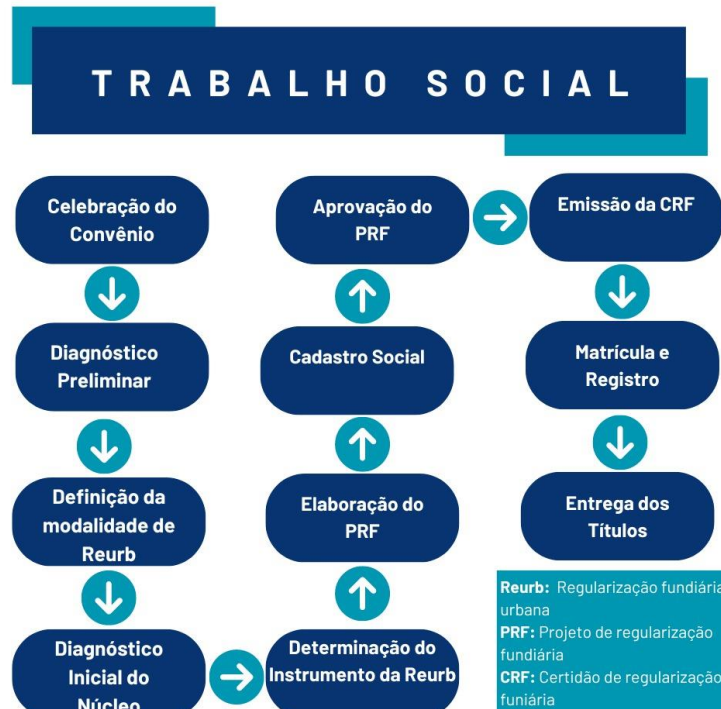 TRABALHO SOCIAL
Celebração do
Convênio
Diagnóstico
Preliminar
Definição da
modalidade de
Reurb
Diagnóstico
Inicial do
Núcleo
Determinação do
Instrumento da Reurb
Elaboração do
PRF
Cadastro Social
Aprovação do
PRF
Emissão da CRF
Matrícula e
Registro
Entrega dos
Títulos
Reurb: Regularização fundiária
urbana
PRF: Projeto de regularização
fundiária
CRF: Certidão de regularização
funiária